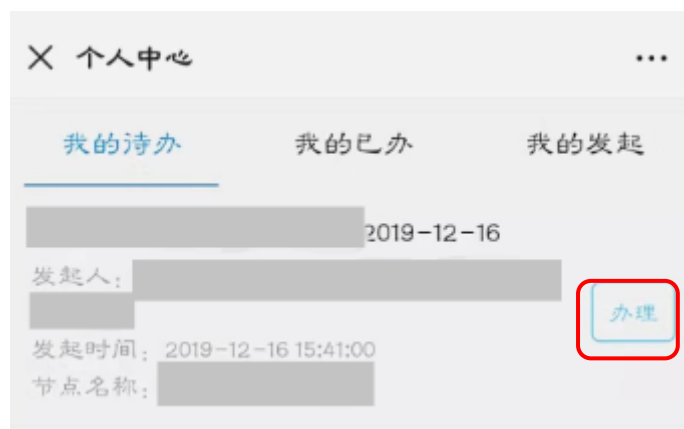 个人中心
我的待办 我的已办 我的发起
2019-12-16
发起人:
办理
发起时间: 2019-12-16 15:41:00
节点名称: